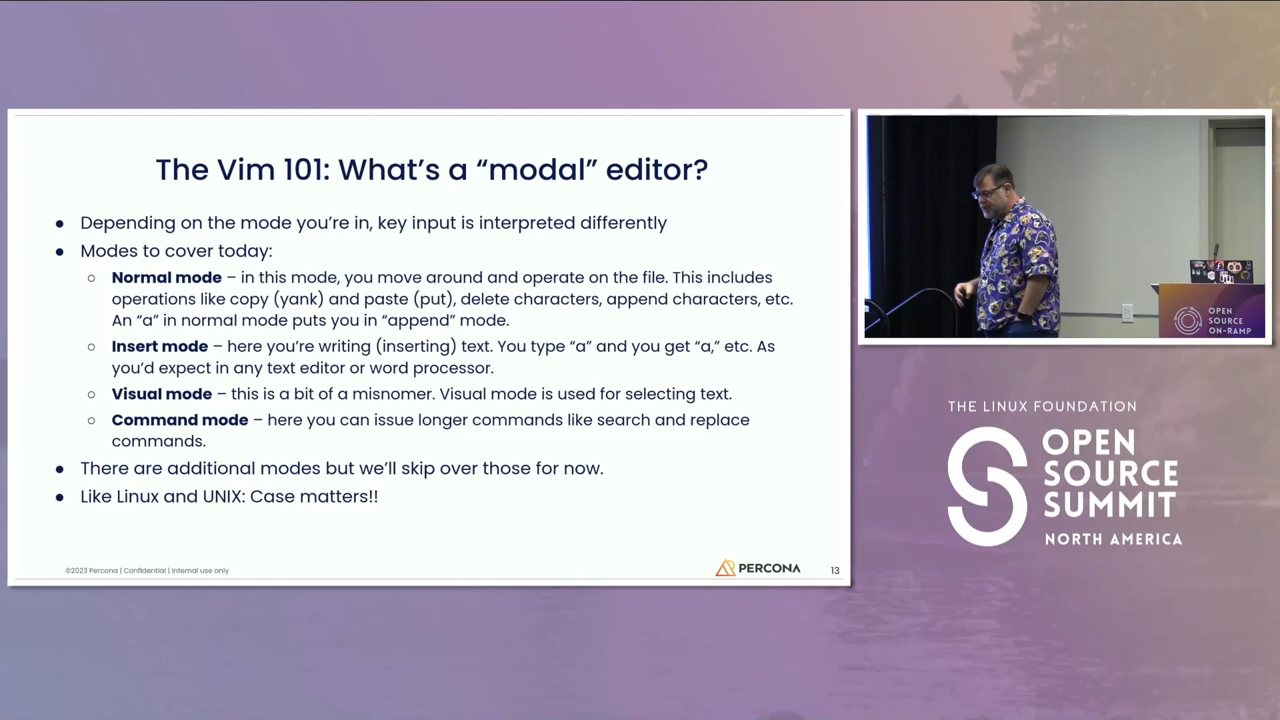 The Vim 101: What's a “modal” editor?
● Depending on the mode you're in, key input is interpreted differently
● Modes to cover today:
○ Normal mode – in this mode, you move around and operate on the file. This includes
operations like copy (yank) and paste (put), delete characters, append characters, etc.
An “a” in normal mode puts you in “append” mode.
○ Insert mode – here you're writing (inserting) text. You type “a” and you get “a,” etc. As
you'd expect in any text editor or word processor.
○ Visual mode – this is a bit of a misnomer. Visual mode is used for selecting text.
○ Command mode – here you can issue longer commands like search and replace
commands.
● There are additional modes but we'll skip over those for now.
● Like Linux and UNIX: Case matters!!
©2023 Percona | Confidential | Internal use only
PERCONA
13
OPEN
SOURCE
ON-RAMP
THE LINUX FOUNDATION
OPEN
SOURCE
SUMMIT
NORTH AMERICA